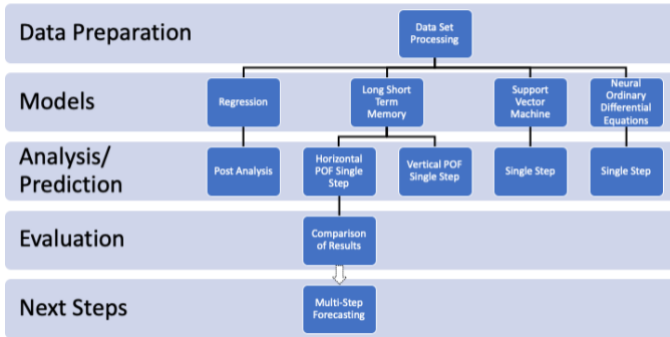 Data Preparation
Data Set
Processing
Models
Regression
Long Short
Term
Memory
Support
Vector
Machine
Neural
Ordinary
Differential
Equations
Analysis/
Prediction
Post Analysis
Horizontal
POF Single
Step
Vertical POF
Single Step
Single Step
Single Step
Evaluation
Comparison
of Results
Next Steps
Multi-Step
Forecasting